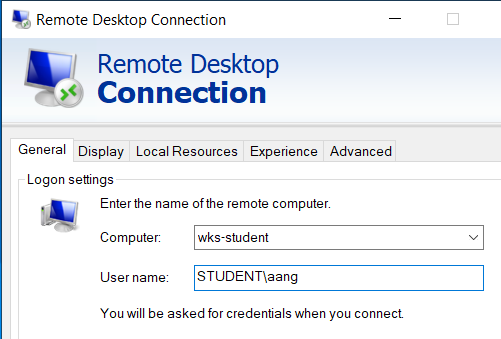 Remote Desktop Connection
Remote Desktop
Connection
General Display Local Resources Experience Advanced
Logon settings
Enter the name of the remote computer.
Computer: wks-student
User name: STUDENT\aang
You will be asked for credentials when you connect.